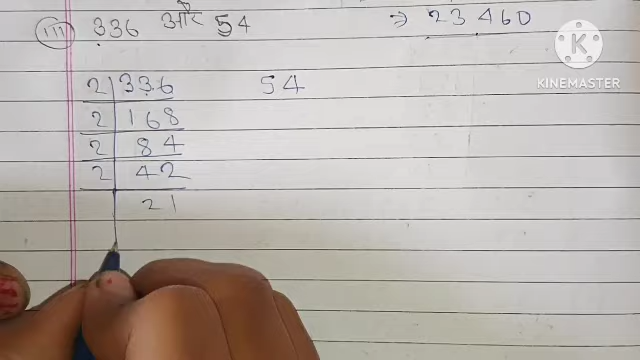 (iii) 336 और 54
⇒ 23460
KINEMASTER
2 | 336 54
2 | 168
2 | 84
2 | 42
21